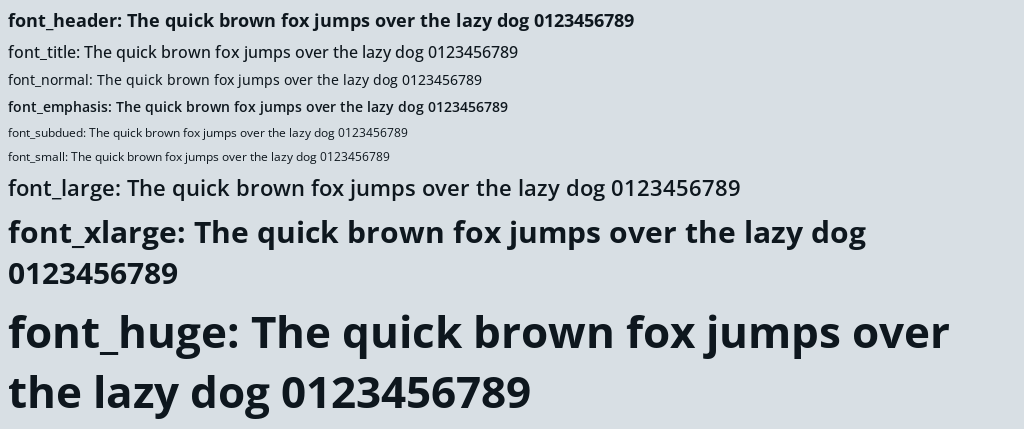 font_header: The quick brown fox jumps over the lazy dog 0123456789
font_title: The quick brown fox jumps over the lazy dog 0123456789
font_normal: The quick brown fox jumps over the lazy dog 0123456789
font_emphasis: The quick brown fox jumps over the lazy dog 0123456789
font_subdued: The quick brown fox jumps over the lazy dog 0123456789
font_small: The quick brown fox jumps over the lazy dog 0123456789
font_large: The quick brown fox jumps over the lazy dog 0123456789
font_xlarge: The quick brown fox jumps over the lazy dog
0123456789
font_huge: The quick brown fox jumps over
the lazy dog 0123456789